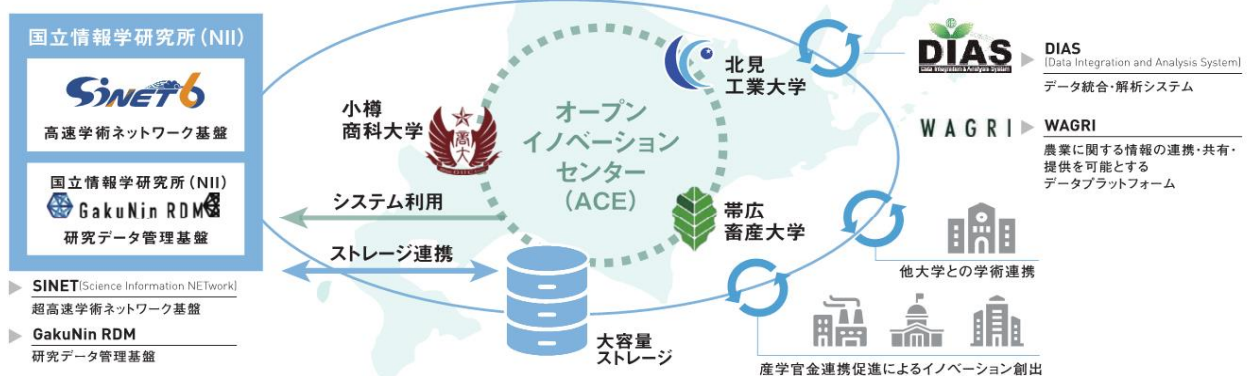 国立情報学研究所(NII)
SINET6
高速学術ネットワーク基盤
国立情報学研究所(NII)
GakuNin RDM
研究データ管理基盤
SINET(Science Information NETwork)
超高速学術ネットワーク基盤
GakuNin RDM
研究データ管理基盤
小樽
商科大学
北見
工業大学
オープン
イノベーション
センター
(ACE)
帯広
畜産大学
システム利用
ストレージ連携
大容量
ストレージ
DIAS
Data Integration & Analysis System
DIAS
(Data Integration and Analysis System)
データ統合・解析システム
WAGRI
WAGRI
農業に関する情報の連携・共有・
提供を可能とする
データプラットフォーム
他大学との学術連携
産学官金連携促進によるイノベーション創出